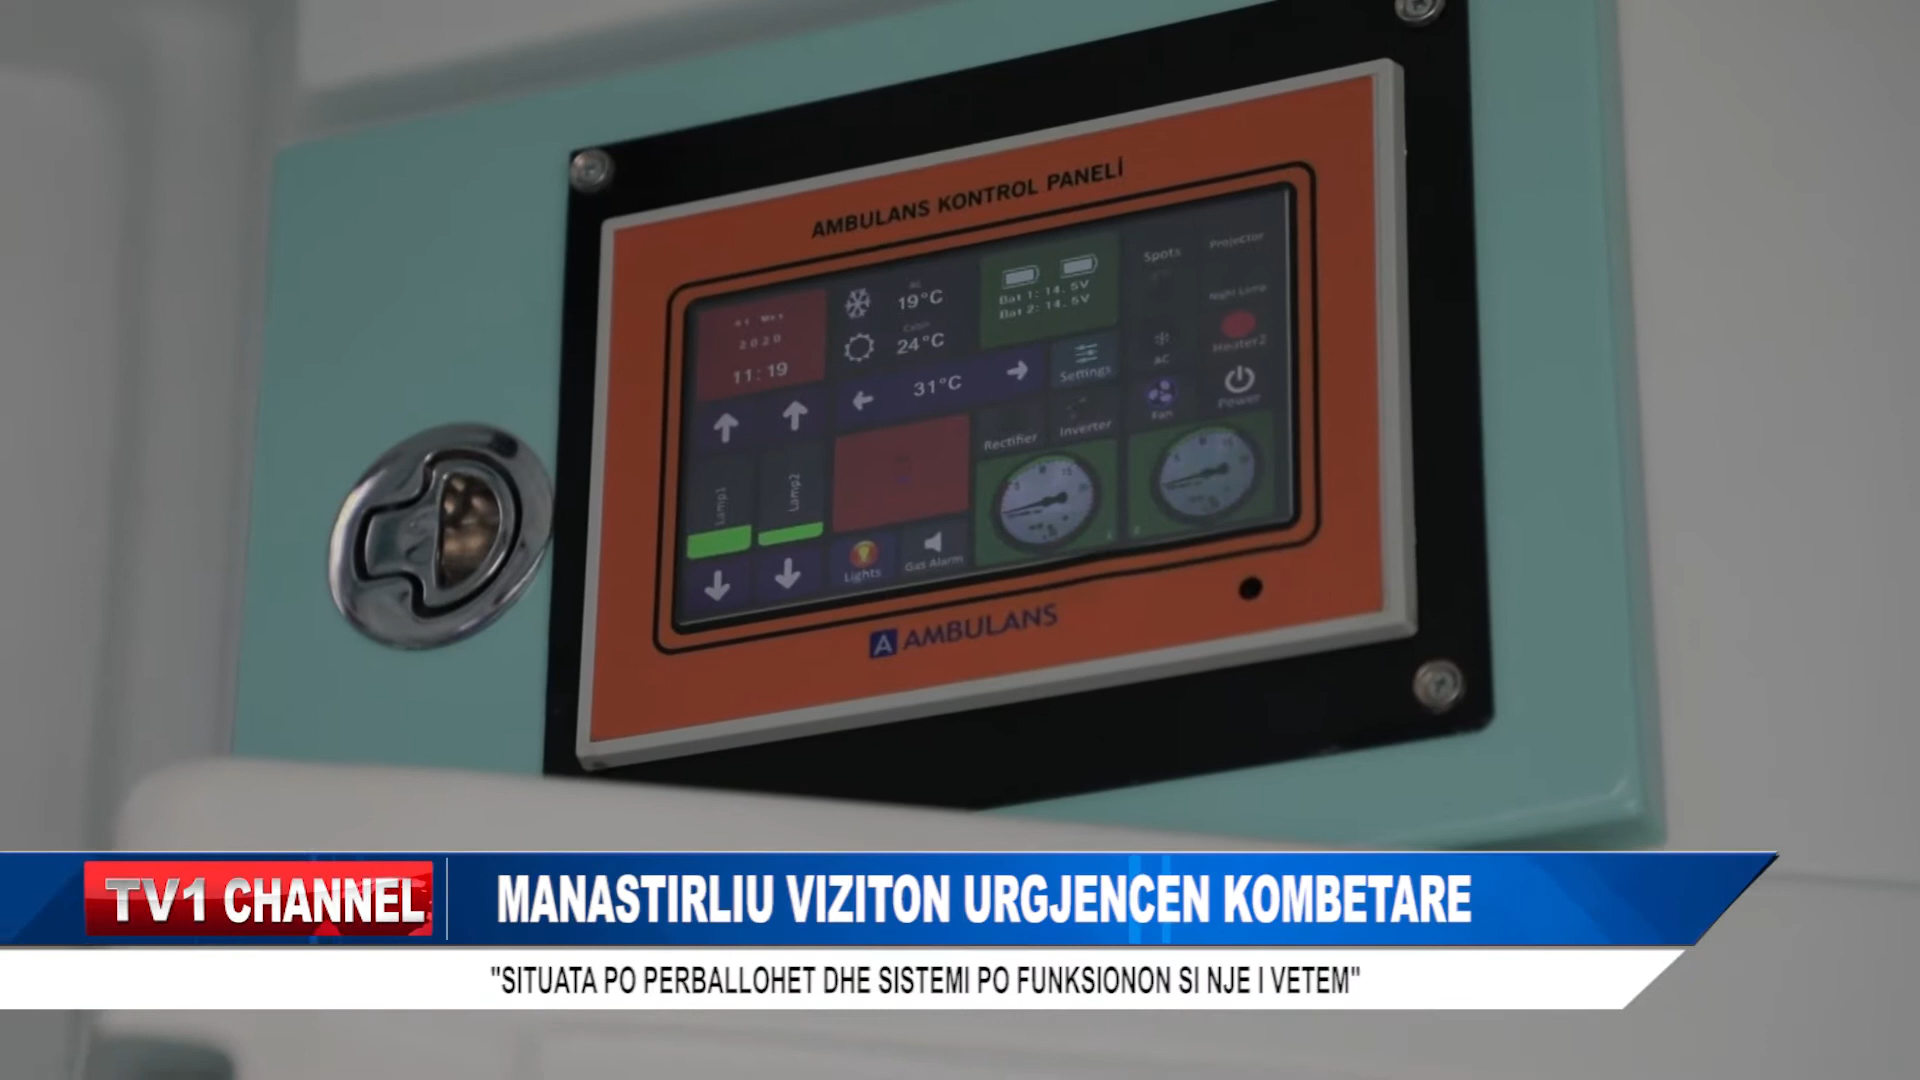 AMBULANS KONTROL PANELİ
2020
11:19
AC
19°C
Cabin
24°C
31°C
Bat 1: 14.5V
Bat 2: 14.5V
Spots
Projector
Night Lamp
Settings
AC
Heater2
Rectifier
Inverter
Fan
Power
Lamp1
Lamp2
Lights
Gas Alarm
A AMBULANS
TV1 CHANNEL
MANASTIRLIU VIZITON URGJENCEN KOMBETARE
"SITUATA PO PERBALLOHET DHE SISTEMI PO FUNKSIONON SI NJE I VETEM"